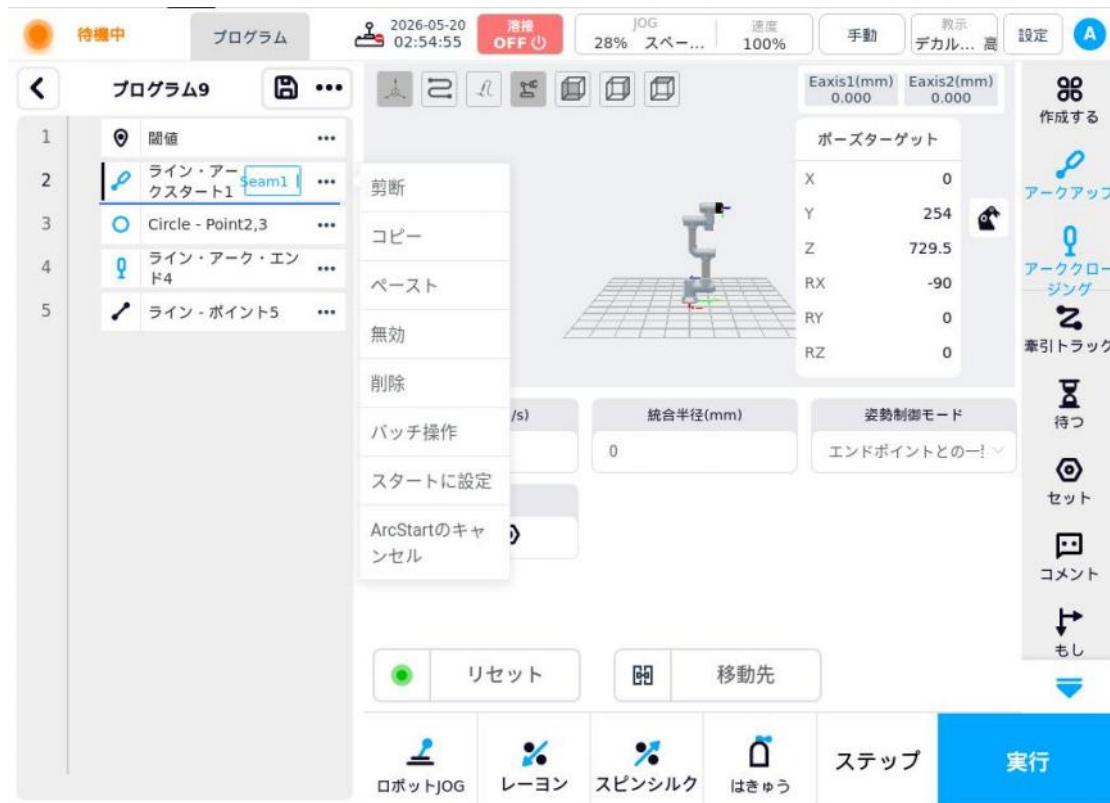 待機中
プログラム
2026-05-20
02:54:55
溶接
OFF
JOG
28% スペー...
速度
100%
手動
教示
デカル... 高
設定
A
プログラム9
1
閾値
2
ライン・アー
クスタート1
Seam1
3
Circle - Point2,3
4
ライン・アーク・エン
ド4
5
ライン - ポイント5
剪断
コピー
ペースト
無効
削除
バッチ操作
スタートに設定
ArcStartのキャ
ンセル
Eaxis1(mm)
0.000
Eaxis2(mm)
0.000
ポーズターゲット
X 0
Y 254
Z 729.5
RX -90
RY 0
RZ 0
/s)
統合半径(mm)
0
姿勢制御モード
エンドポイントとの一
リセット
移動先
ロボットJOG
レーヨン
スピンシルク
はきゅう
ステップ
実行
作成する
アークアップ
アーククロー
ジング
牽引トラック
待つ
セット
コメント
もし